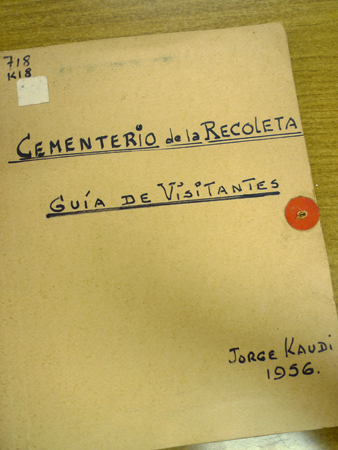 718
K18
CEMENTERIO de la RECOLETA
GUÍA DE VISITANTES
JORGE KAUDI
1956.